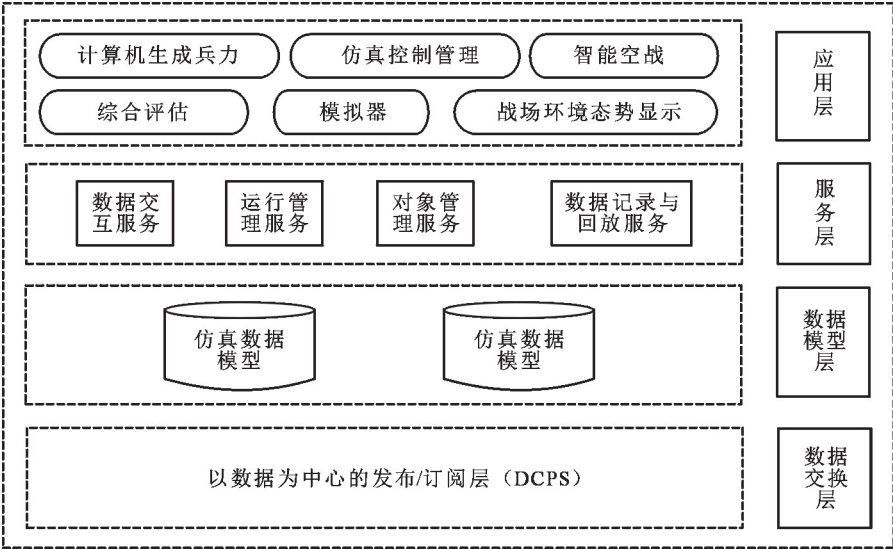 计算机生成兵力
仿真控制管理
智能空战
综合评估
模拟器
战场环境态势显示
应
用
层
数据交
互服务
运行管
理服务
对象管
理服务
数据记录与
回放服务
服
务
层
仿真数据
模型
仿真数据
模型
数据
模型
层
以数据为中心的发布/订阅层（DCPS）
数据
交换
层